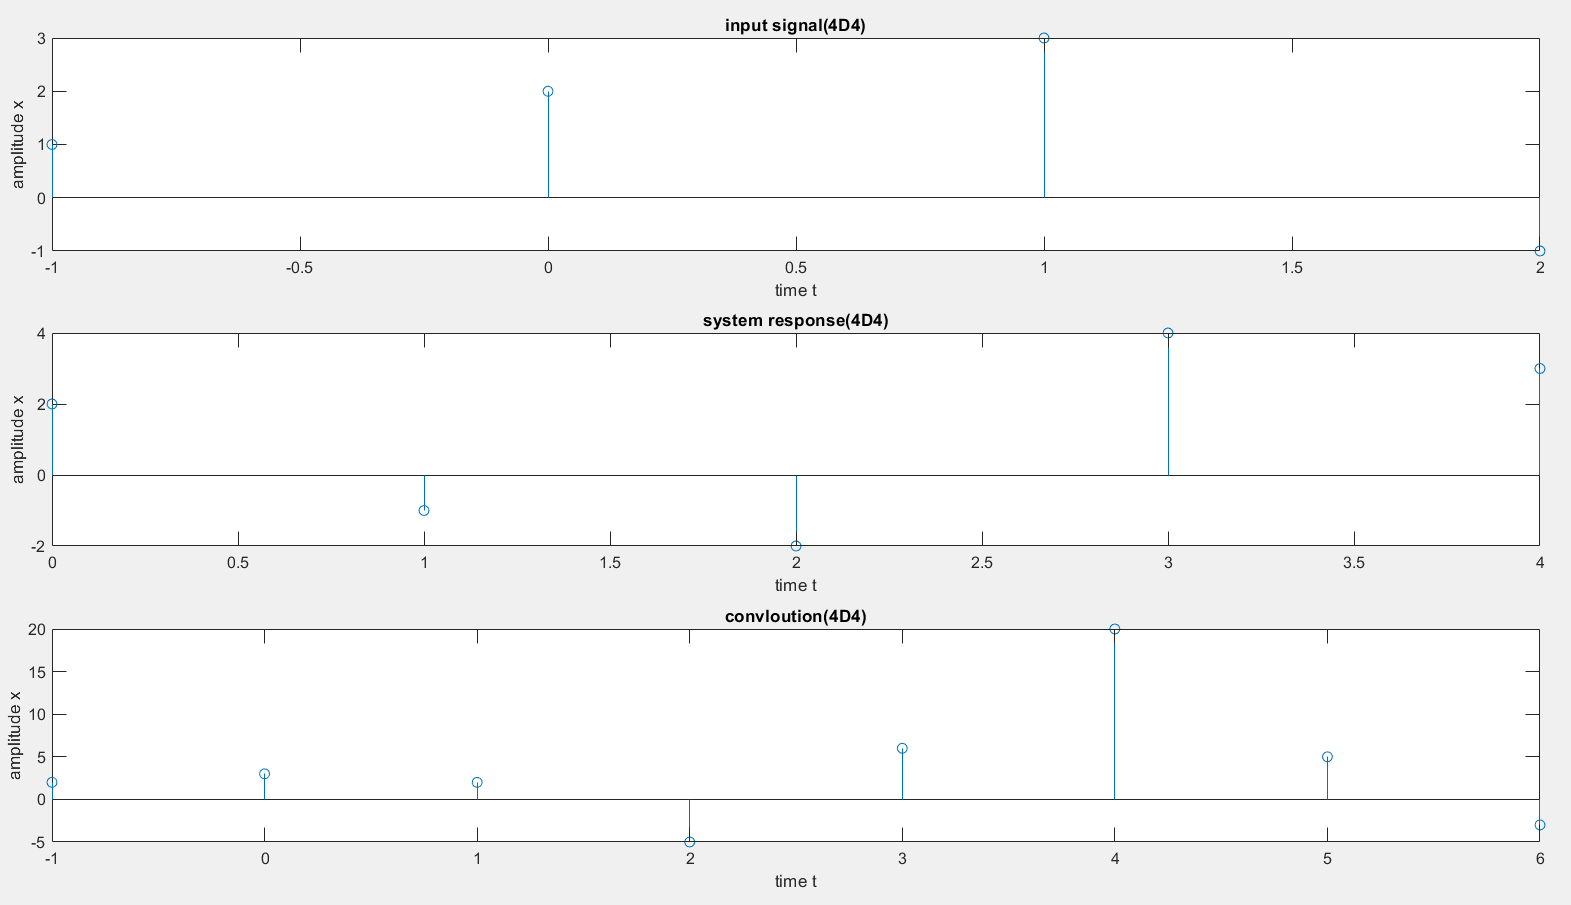 input signal(4D4)
3
2
1
0
-1
amplitude x
-1 -0.5 0 0.5 1 1.5 2
time t
system response(4D4)
4
2
0
-2
amplitude x
0 0.5 1 1.5 2 2.5 3 3.5 4
time t
convloution(4D4)
20
15
10
5
0
-5
amplitude x
-1 0 1 2 3 4 5 6
time t